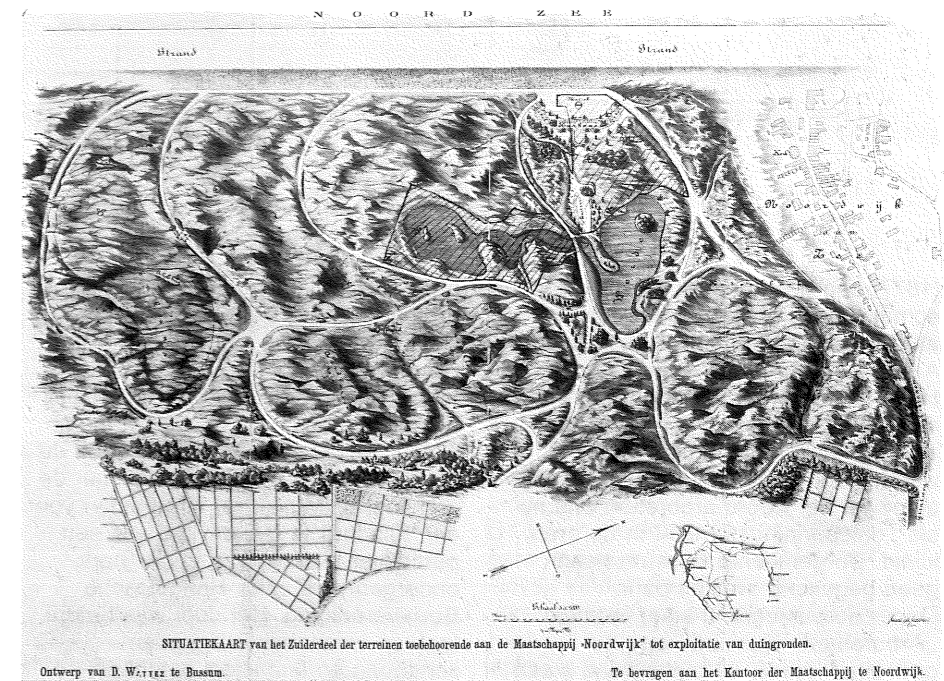 NOORD ZEE
Strand Strand
Noordwijk
aan
Zee
SITUATIEKAART van het Zuiderdeel der terreinen toebehoorende aan de Maatschappij „Noordwijk” tot exploitatie van duingronden.
Ontwerp van D. WATTEZ te Bussum. Te bevragen aan het Kantoor der Maatschappij te Noordwijk.